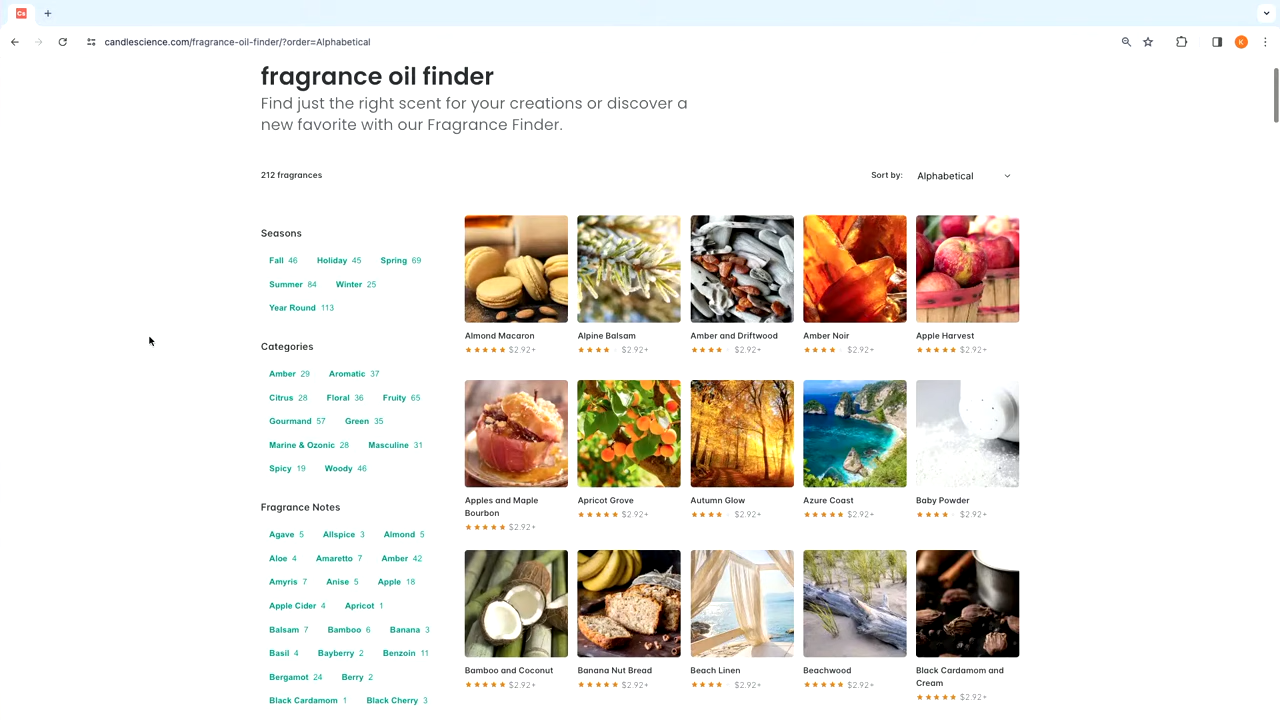 Cs
candlescience.com/fragrance-oil-finder/?order=Alphabetical
K
fragrance oil finder
Find just the right scent for your creations or discover a
new favorite with our Fragrance Finder.
212 fragrances
Sort by: Alphabetical
Seasons
Fall 46 Holiday 45 Spring 69
Summer 84 Winter 25
Year Round 113
Categories
Amber 29 Aromatic 37
Citrus 28 Floral 36 Fruity 65
Gourmand 57 Green 35
Marine & Ozonic 28 Masculine 31
Spicy 19 Woody 46
Fragrance Notes
Agave 5 Allspice 3 Almond 5
Aloe 4 Amaretto 7 Amber 42
Amyris 7 Anise 5 Apple 18
Apple Cider 4 Apricot 1
Balsam 7 Bamboo 6 Banana 3
Basil 4 Bayberry 2 Benzoin 11
Bergamot 24 Berry 2
Black Cardamom 1 Black Cherry 3
Almond Macaron
$2.92+
Alpine Balsam
$2.92+
Amber and Driftwood
$2.92+
Amber Noir
$2.92+
Apple Harvest
$2.92+
Apples and Maple
Bourbon
$2.92+
Apricot Grove
$2.92+
Autumn Glow
$2.92+
Azure Coast
$2.92+
Baby Powder
$2.92+
Bamboo and Coconut
$2.92+
Banana Nut Bread
$2.92+
Beach Linen
$2.92+
Beachwood
$2.92+
Black Cardamom and
Cream
$2.92+